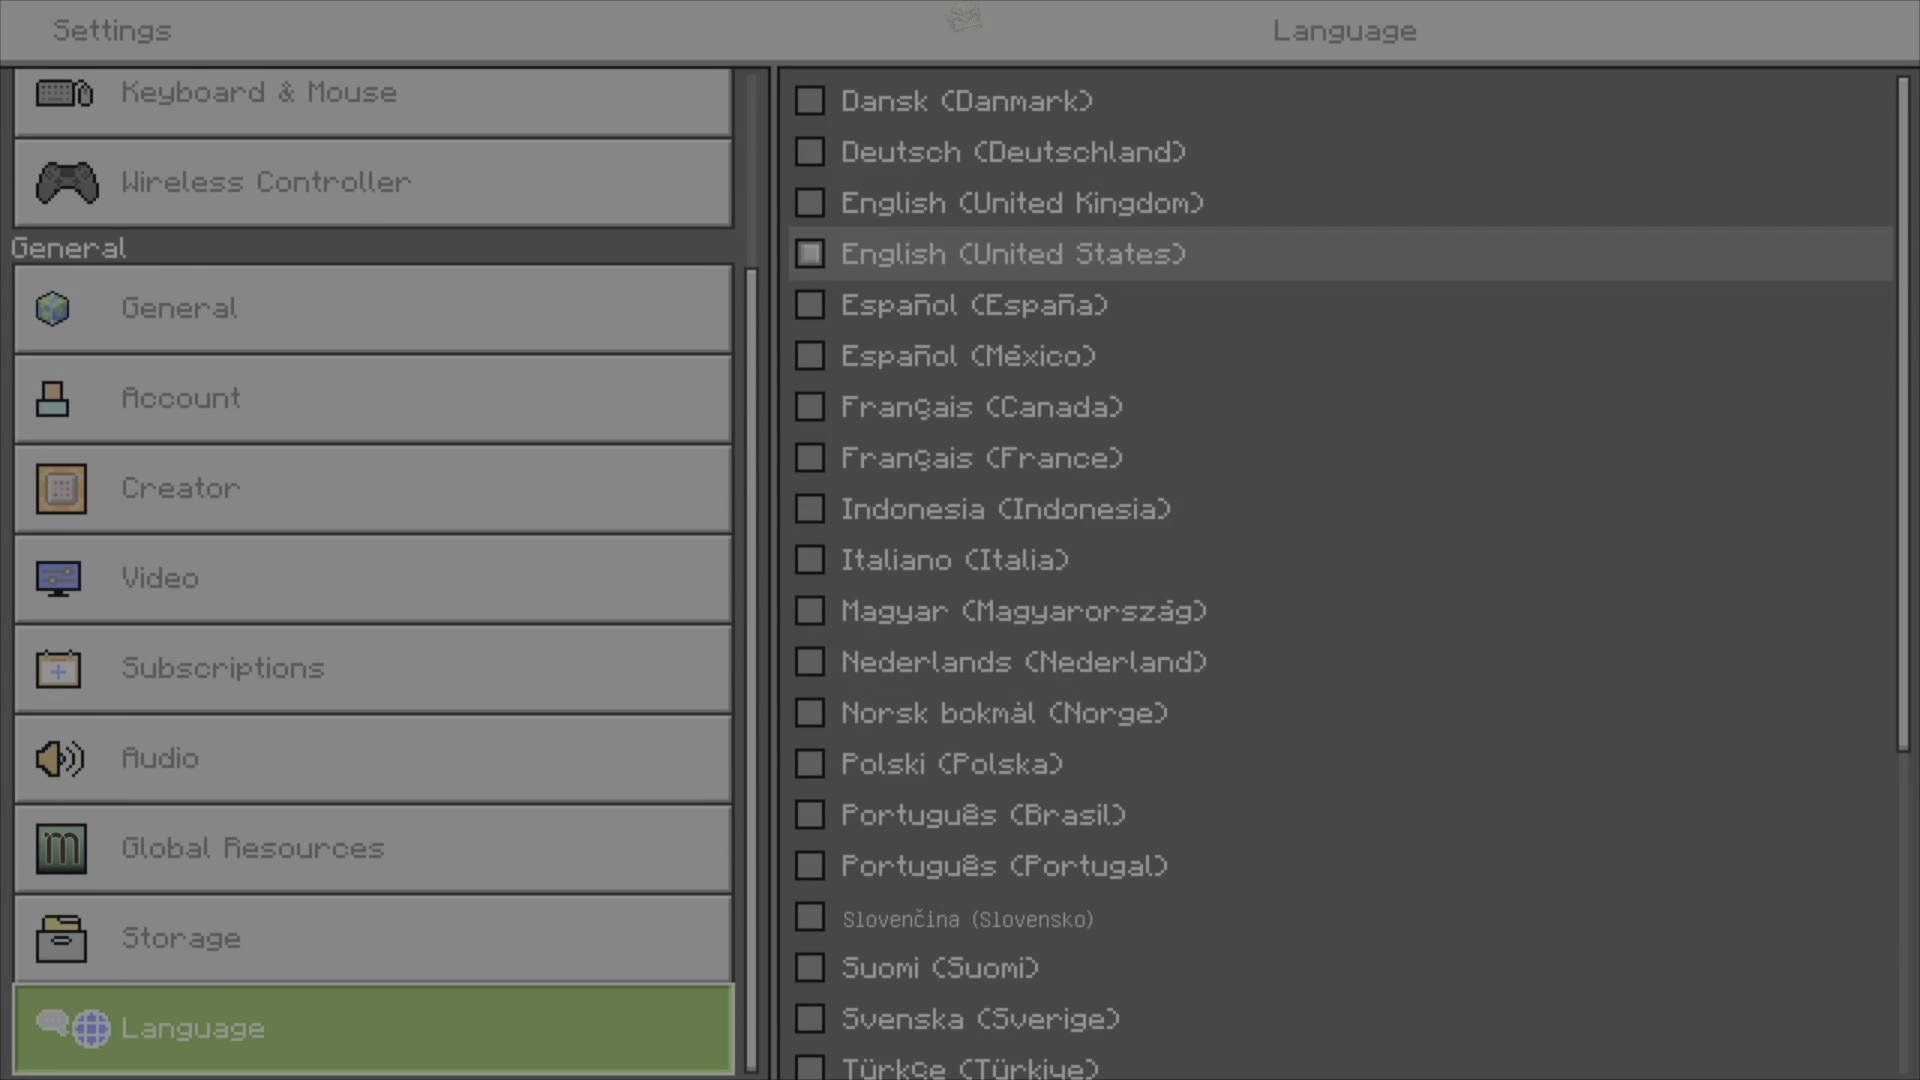 Settings
Language
Keyboard & Mouse
Wireless Controller
General
General
Account
Creator
Video
Subscriptions
Audio
Global Resources
Storage
Language
Dansk (Danmark)
Deutsch (Deutschland)
English (United Kingdom)
English (United States)
Español (España)
Español (México)
Français (Canada)
Français (France)
Indonesia (Indonesia)
Italiano (Italia)
Magyar (Magyarország)
Nederlands (Nederland)
Norsk bokmål (Norge)
Polski (Polska)
Português (Brasil)
Português (Portugal)
Slovenčina (Slovensko)
Suomi (Suomi)
Svenska (Sverige)
Türkçe (Türkiye)